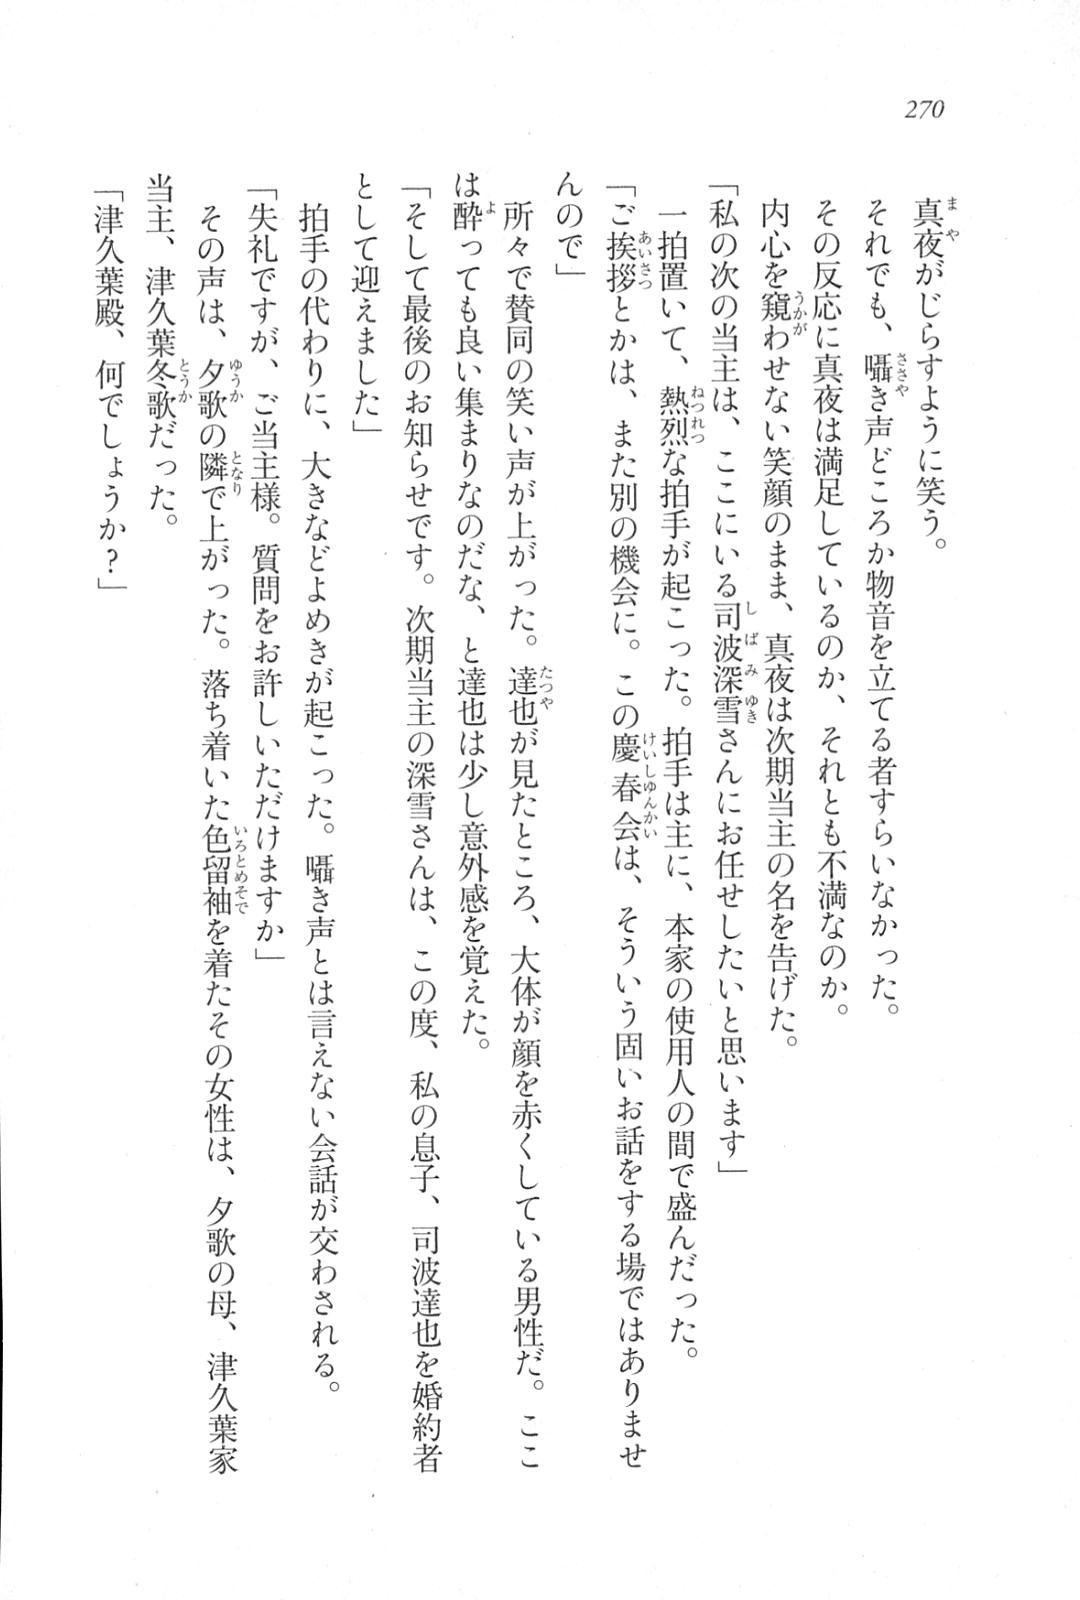 270
真夜がじらすように笑う。
それでも、囁き声どころか物音を立てる者すらいなかった。
その反応に真夜は満足しているのか、それとも不満なのか。
内心を窺わせない笑顔のまま、真夜は次期当主の名を告げた。
「私の次の当主は、ここにいる司波深雪さんにお任せしたいと思います」
一拍置いて、熱烈な拍手が起こった。拍手は主に、本家の使用人の間で盛んだった。
「ご挨拶とかは、また別の機会に。この慶春会は、そういう固いお話をする場ではありませ
んので」
所々で賛同の笑い声が上がった。達也が見たところ、大体が顔を赤くしている男性だ。ここ
は酔っても良い集まりなのだな、と達也は少し意外感を覚えた。
「そして最後のお知らせです。次期当主の深雪さんは、この度、私の息子、司波達也を婚約者
として迎えました」
拍手の代わりに、大きなどよめきが起こった。囁き声とは言えない会話が交わされる。
「失礼ですが、ご当主様。質問をお許しいただけますか」
その声は、夕歌の隣で上がった。落ち着いた色留袖を着たその女性は、夕歌の母、津久葉家
当主、津久葉冬歌だった。
「津久葉殿、何でしょうか?」